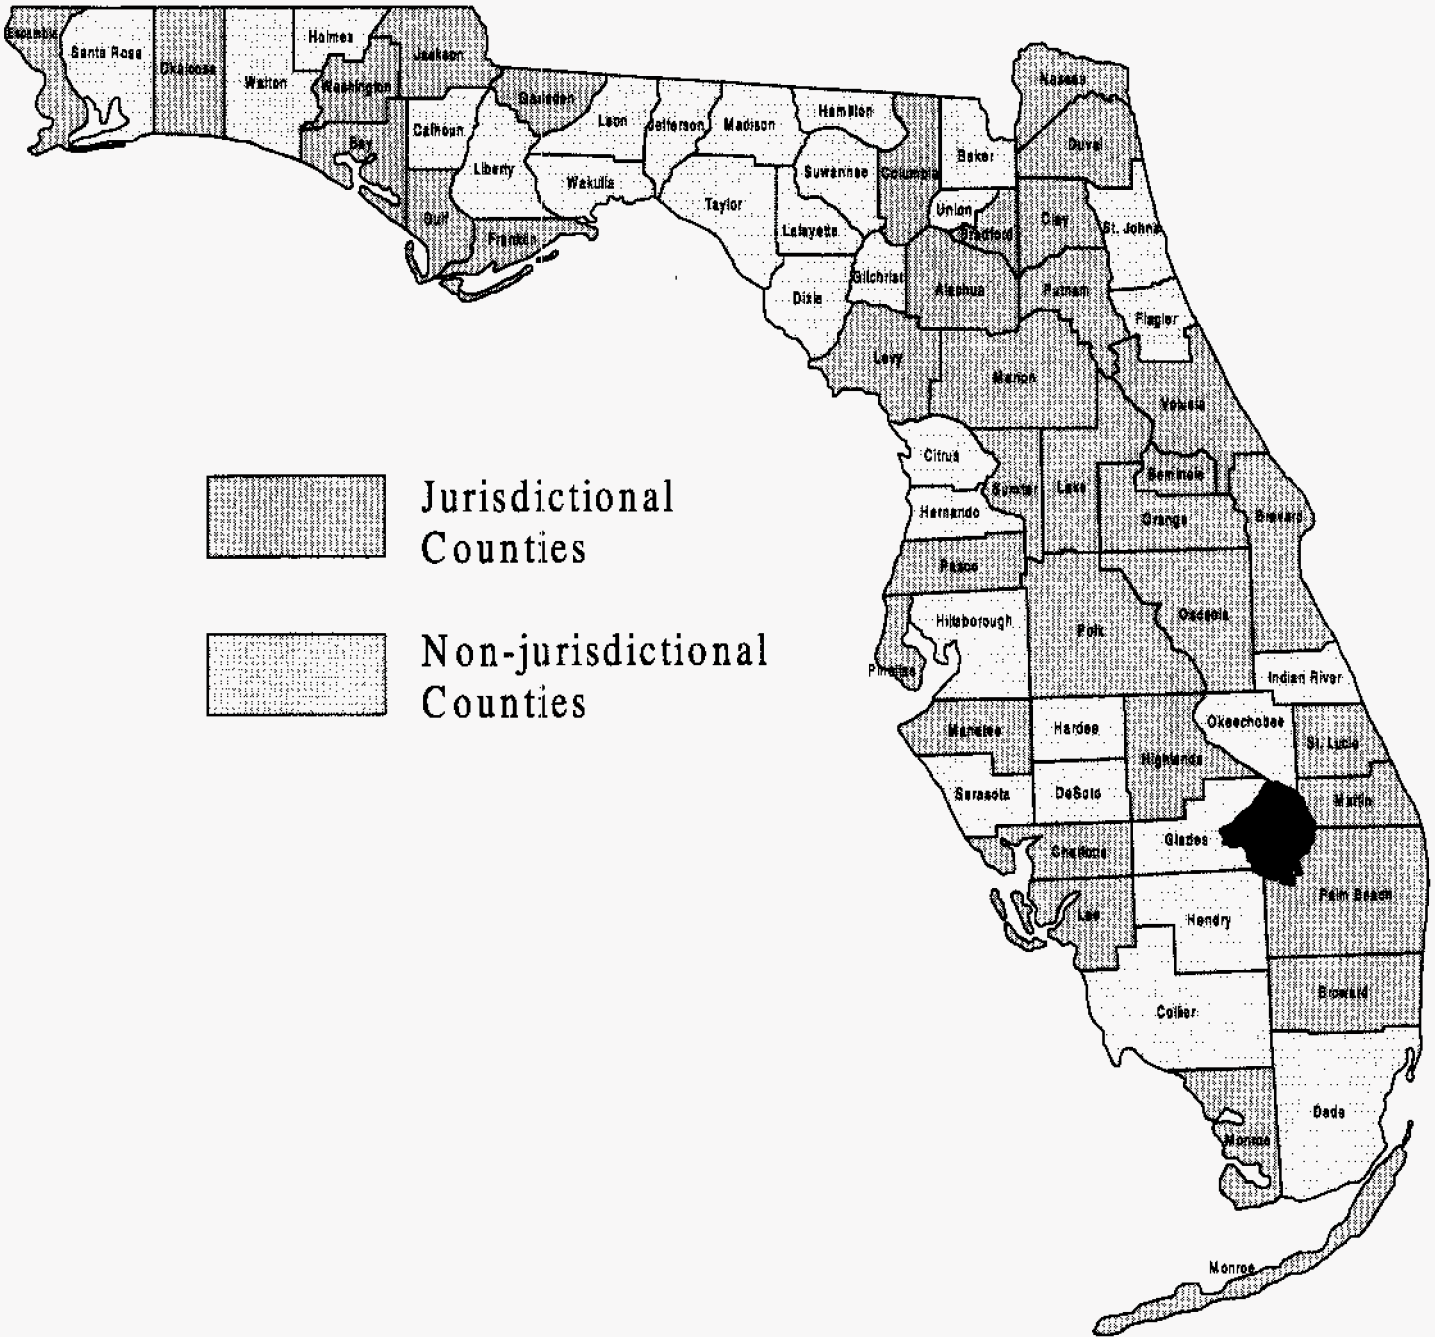 Escambia
Santa Rosa
Okaloosa
Walton
Holmes
Washington
Jackson
Bay
Calhoun
Gulf
Gadsden
Liberty
Franklin
Leon
Wakulla
Jefferson
Madison
Taylor
Hamilton
Suwannee
Lafayette
Dixie
Columbia
Gilchrist
Baker
Union
Bradford
Alachua
Nassau
Duval
Clay
St. Johns
Putnam
Flagler
Levy
Marion
Volusia
Citrus
Sumter
Lake
Seminole
Orange
Brevard
Hernando
Pasco
Hillsborough
Pinellas
Polk
Osceola
Indian River
Manatee
Hardee
Highlands
Okeechobee
St. Lucie
Sarasota
DeSoto
Martin
Charlotte
Glades
Lee
Hendry
Palm Beach
Collier
Broward
Dade
Monroe
Monroe
Jurisdictional
Counties
Non-jurisdictional
Counties